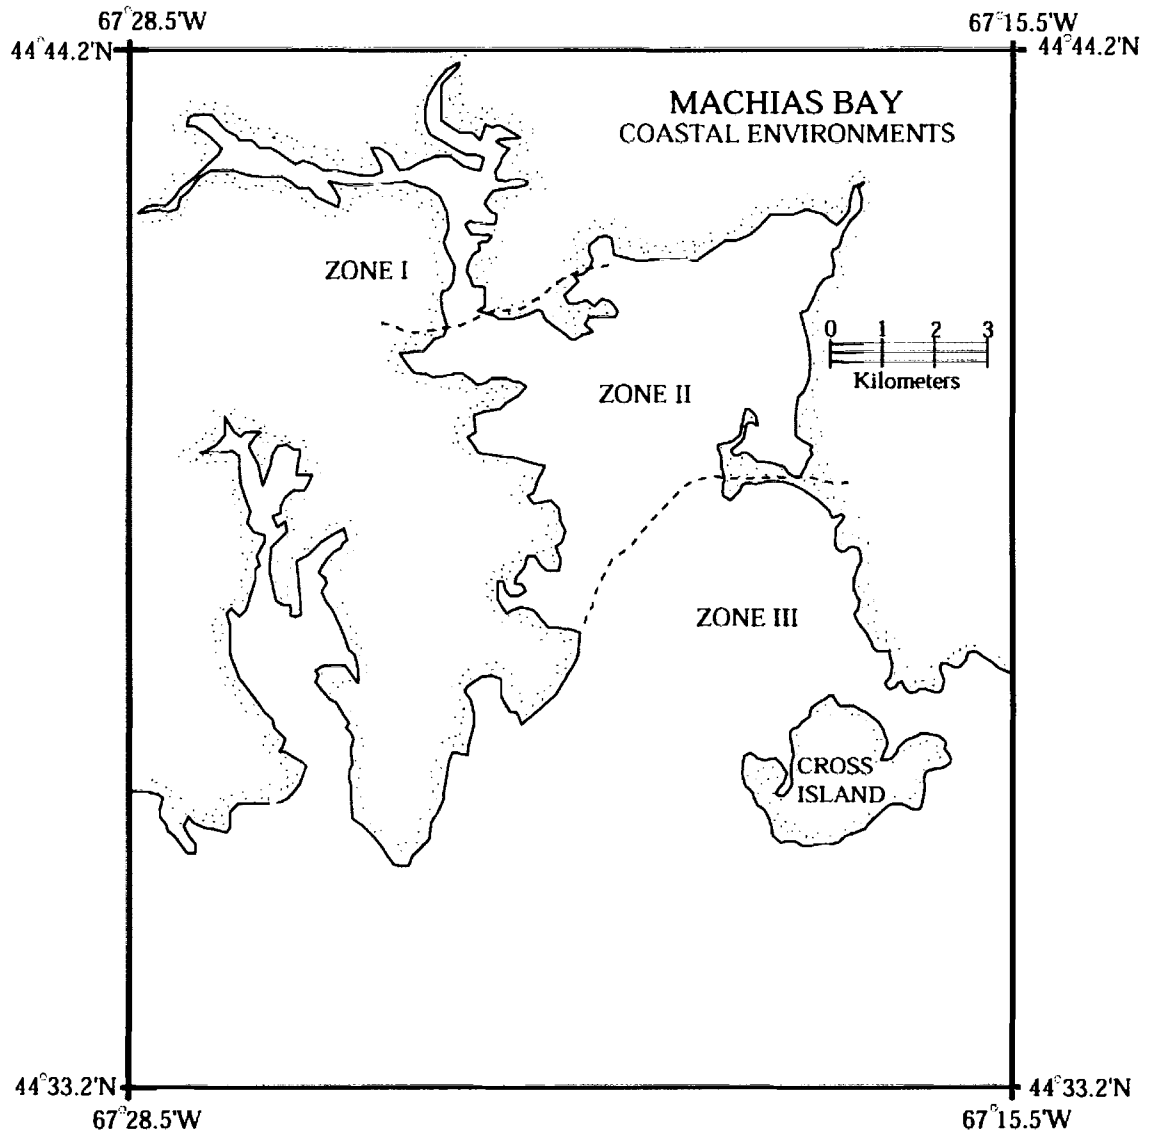 67°28.5'W
67°15.5'W
44°44.2'N
44°44.2'N
MACHIAS BAY
COASTAL ENVIRONMENTS
ZONE I
0 1 2 3
Kilometers
ZONE II
ZONE III
CROSS
ISLAND
44°33.2'N
44°33.2'N
67°28.5'W
67°15.5'W